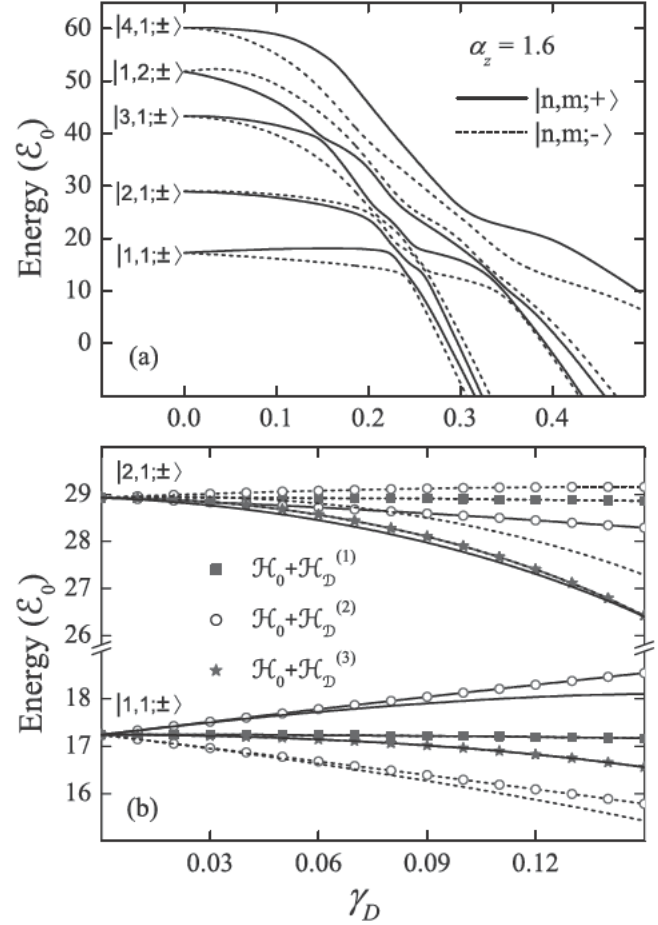 60
50
40
30
20
10
0
Energy (ℰ₀)
|4,1;±⟩
|1,2;±⟩
|3,1;±⟩
|2,1;±⟩
|1,1;±⟩
α_z = 1.6
|n,m;+⟩
|n,m;-⟩
(a)
0.0 0.1 0.2 0.3 0.4
|2,1;±⟩
29
28
27
26
18
17
16
Energy (ℰ₀)
ℋ₀+ℋ_𝒟⁽¹⁾
ℋ₀+ℋ_𝒟⁽²⁾
ℋ₀+ℋ_𝒟⁽³⁾
|1,1;±⟩
(b)
0.03 0.06 0.09 0.12
γ_D